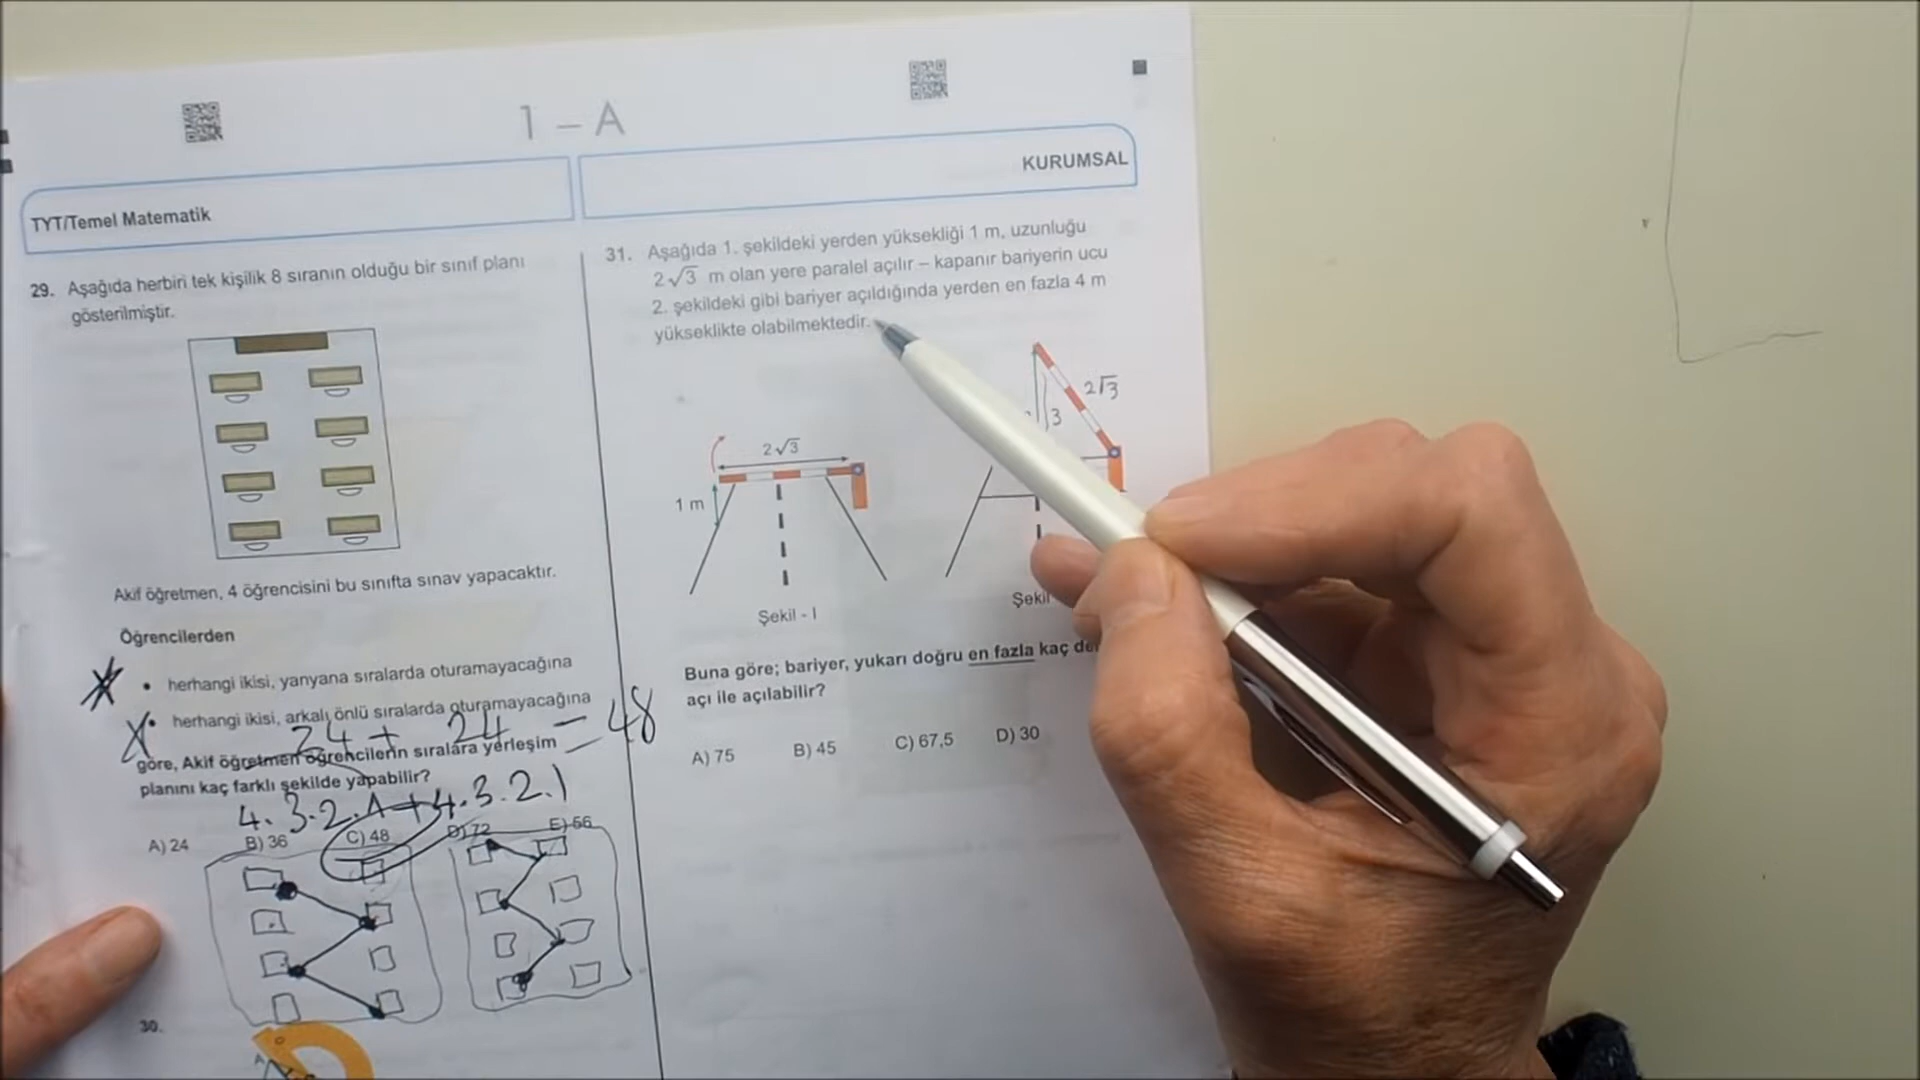 1 – A
TYT/Temel Matematik
KURUMSAL
29. Aşağıda herbiri tek kişilik 8 sıranın olduğu bir sınıf planı
gösterilmiştir.
Akif öğretmen, 4 öğrencisini bu sınıfta sınav yapacaktır.
Öğrencilerden
• herhangi ikisi, yanyana sıralarda oturamayacağına
• herhangi ikisi, arkalı önlü sıralarda oturamayacağına
24 + 24 = 48
göre, Akif öğretmen öğrencilerin sıralara yerleşim
planını kaç farklı şekilde yapabilir?
4.3.2.1+4.3.2.1
A) 24 B) 36 C) 48 D) 72 E) 56
30.
A
31. Aşağıda 1. şekildeki yerden yüksekliği 1 m, uzunluğu
2√3 m olan yere paralel açılır – kapanır bariyerin ucu
2. şekildeki gibi bariyer açıldığında yerden en fazla 4 m
yükseklikte olabilmektedir.
2√3
3
2√3
1 m
Şekil - I
Şekil
Buna göre; bariyer, yukarı doğru en fazla kaç
açı ile açılabilir?
A) 75 B) 45 C) 67,5 D) 30